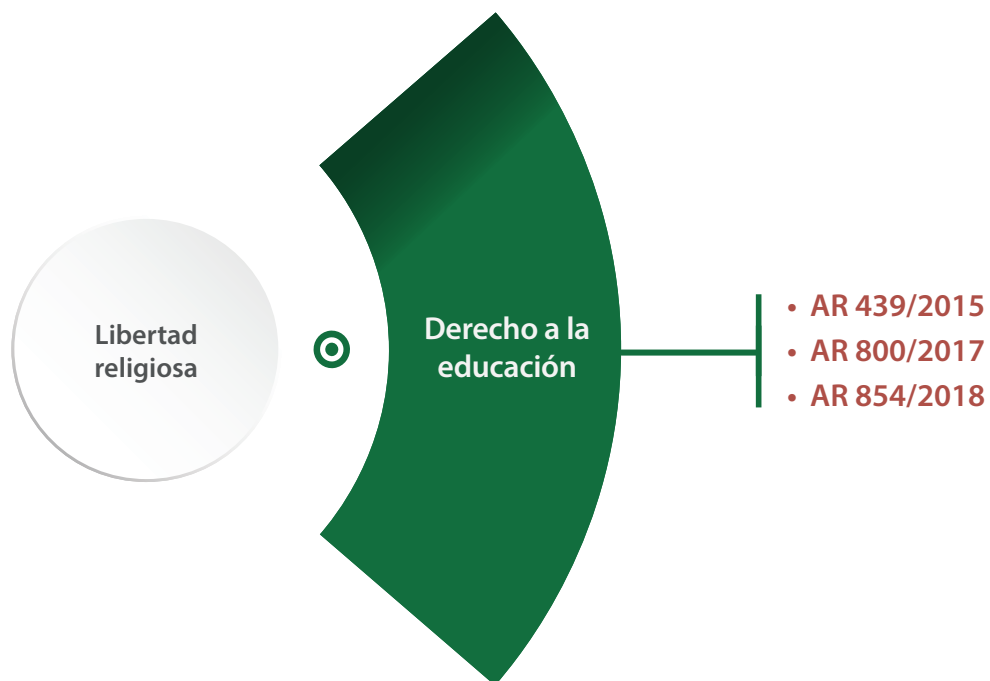 Libertad
religiosa
Derecho a la
educación
• AR 439/2015
• AR 800/2017
• AR 854/2018